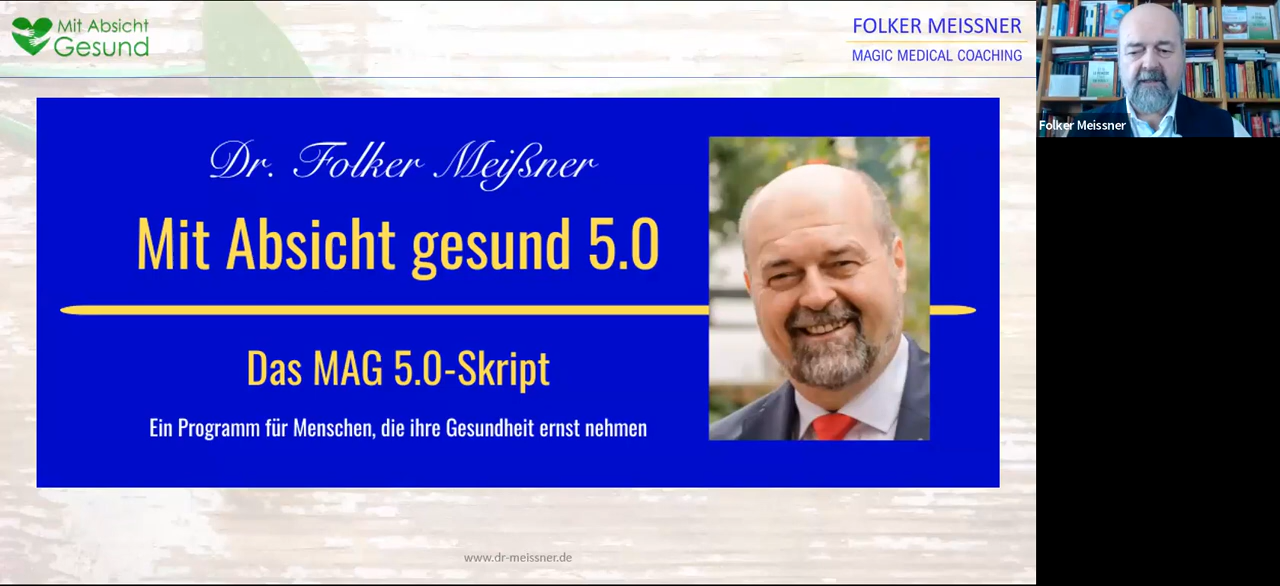 Mit Absicht
Gesund
FOLKER MEISSNER
MAGIC MEDICAL COACHING
Dr. Folker Meißner
Mit Absicht gesund 5.0
Das MAG 5.0-Skript
Ein Programm für Menschen, die ihre Gesundheit ernst nehmen
www.dr-meissner.de
Folker Meissner